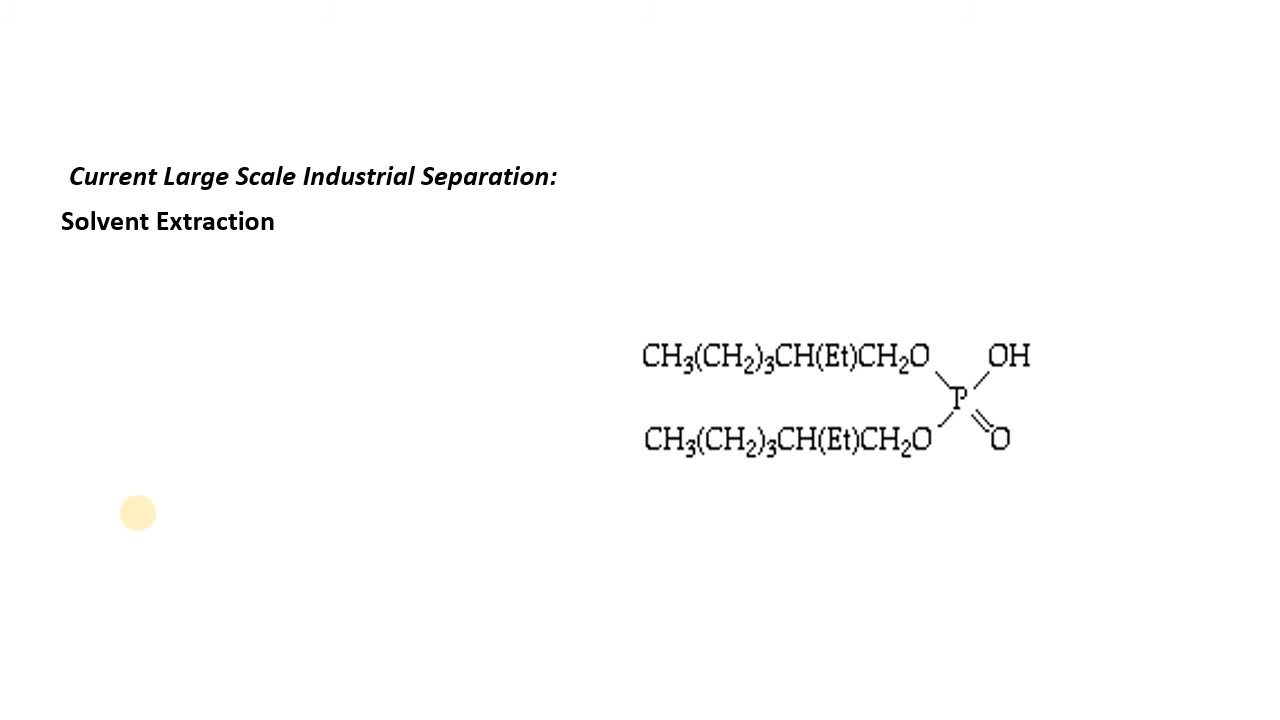 Current Large Scale Industrial Separation:
Solvent Extraction
CH₃(CH₂)₃CH(Et)CH₂O OH
P
CH₃(CH₂)₃CH(Et)CH₂O O